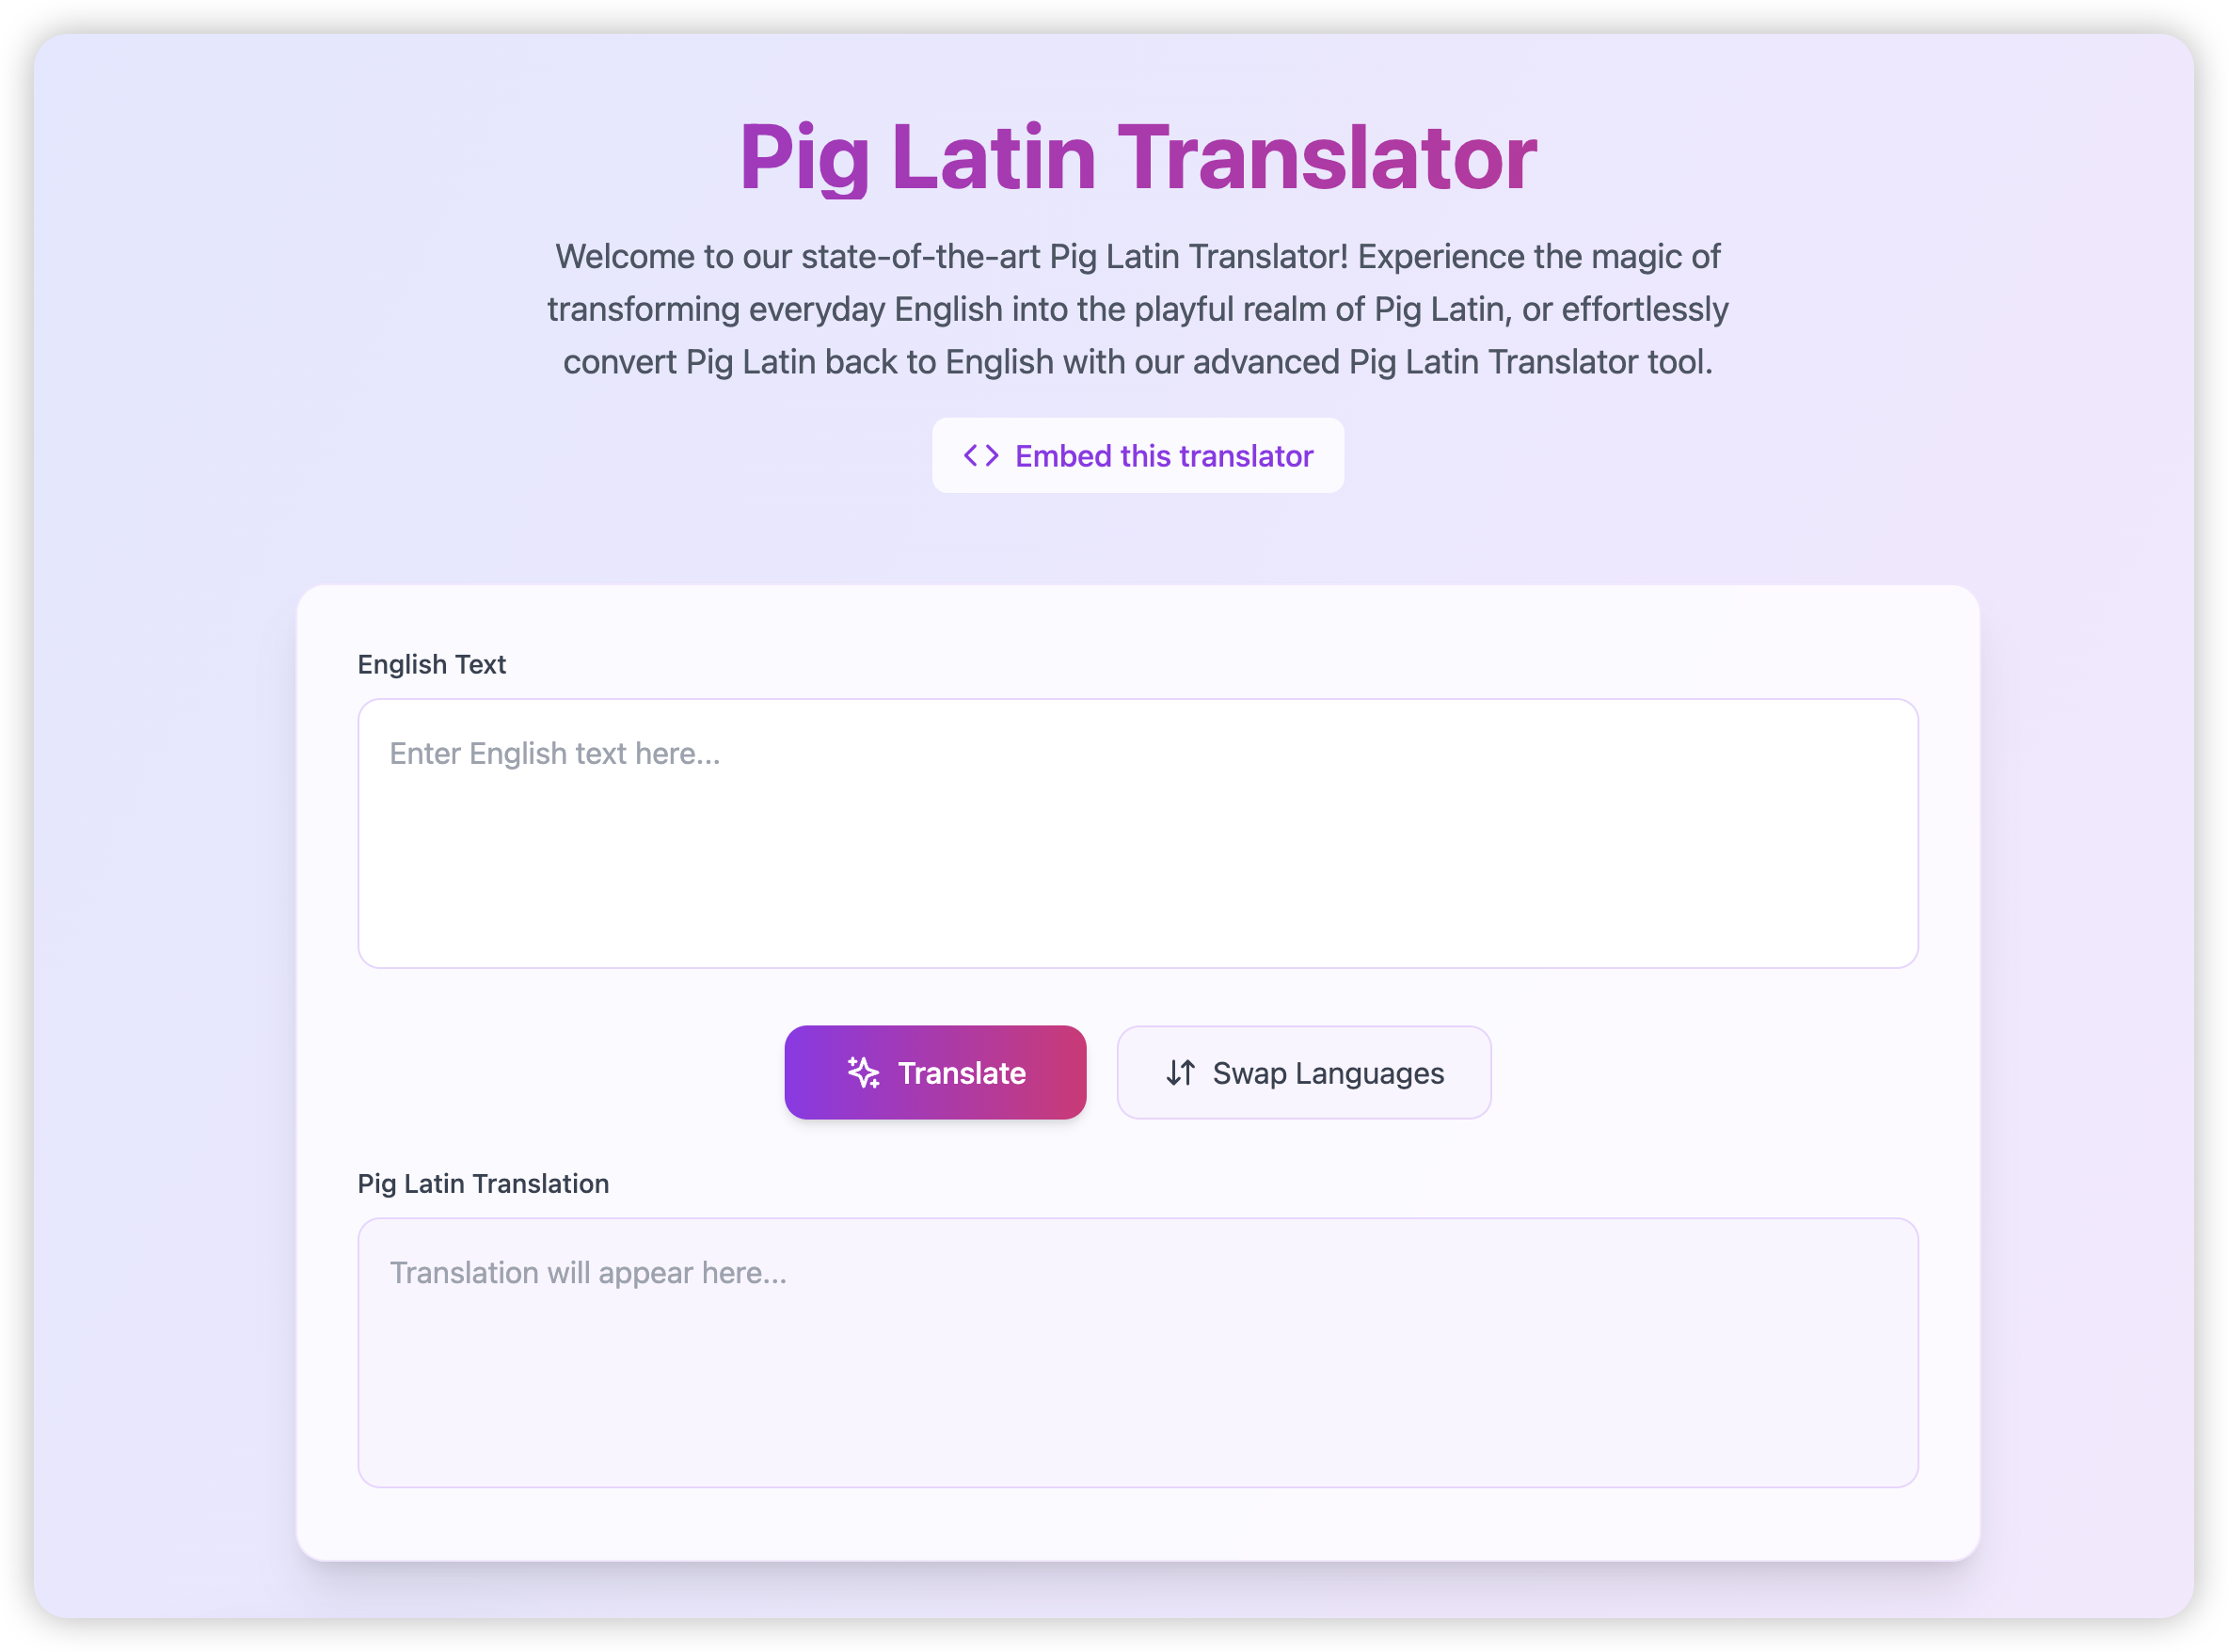 Pig Latin Translator
Welcome to our state-of-the-art Pig Latin Translator! Experience the magic of
transforming everyday English into the playful realm of Pig Latin, or effortlessly
convert Pig Latin back to English with our advanced Pig Latin Translator tool.
<> Embed this translator
English Text
Enter English text here...
Translate
Swap Languages
Pig Latin Translation
Translation will appear here...